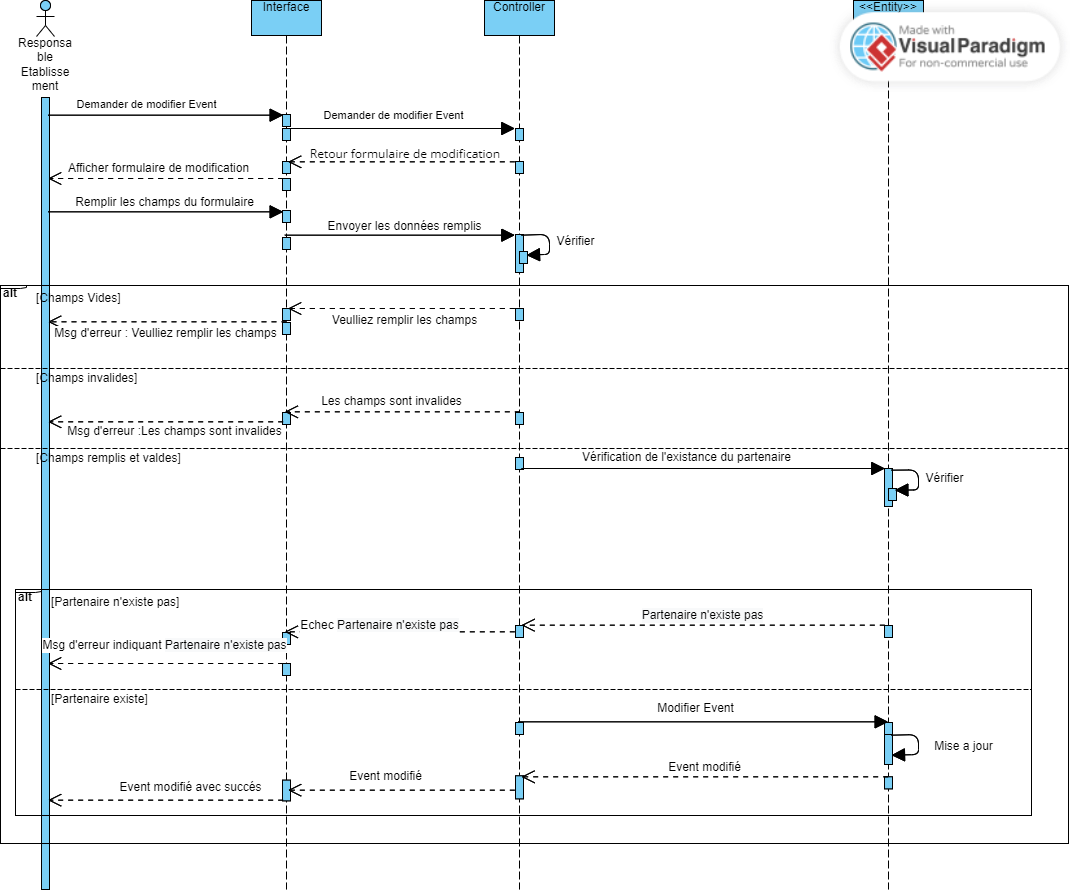 Interface
Controller
<<Entity>>
Made with
Visual Paradigm
For non-commercial use
Responsa
ble
Etablisse
ment
Demander de modifier Event
Demander de modifier Event
Retour formulaire de modification
Afficher formulaire de modification
Remplir les champs du formulaire
Envoyer les données remplis
Vérifier
alt
[Champs Vides]
Veulliez remplir les champs
Msg d'erreur : Veulliez remplir les champs
[Champs invalides]
Les champs sont invalides
Msg d'erreur :Les champs sont invalides
[Champs remplis et valdes]
Vérification de l'existance du partenaire
Vérifier
alt
[Partenaire n'existe pas]
Partenaire n'existe pas
Echec Partenaire n'existe pas
Msg d'erreur indiquant Partenaire n'existe pas
[Partenaire existe]
Modifier Event
Mise a jour
Event modifié
Event modifié
Event modifié avec succés